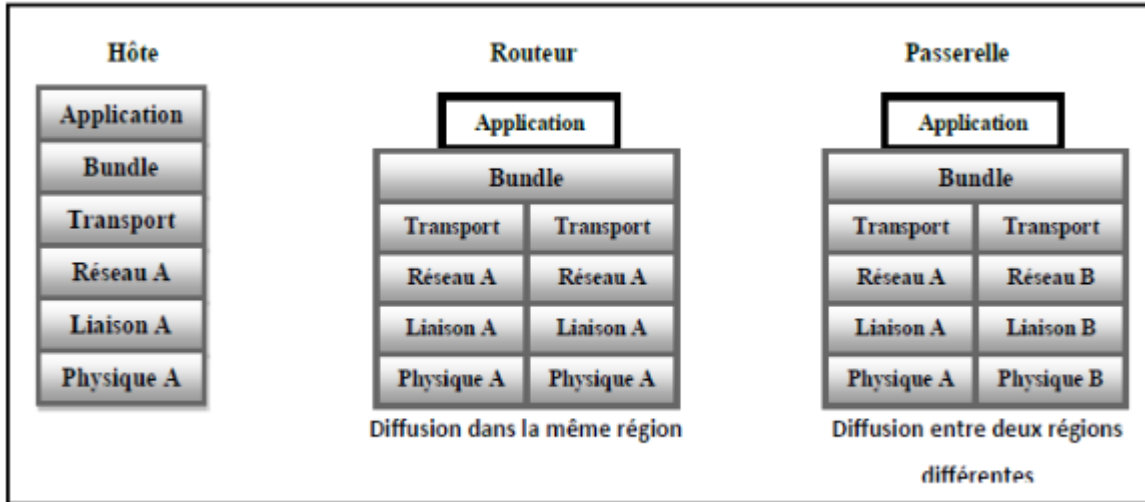 Hôte
Application
Bundle
Transport
Réseau A
Liaison A
Physique A
Routeur
Application
Bundle
Transport Transport
Réseau A Réseau A
Liaison A Liaison A
Physique A Physique A
Diffusion dans la même région
Passerelle
Application
Bundle
Transport Transport
Réseau A Réseau B
Liaison A Liaison B
Physique A Physique B
Diffusion entre deux régions
différentes